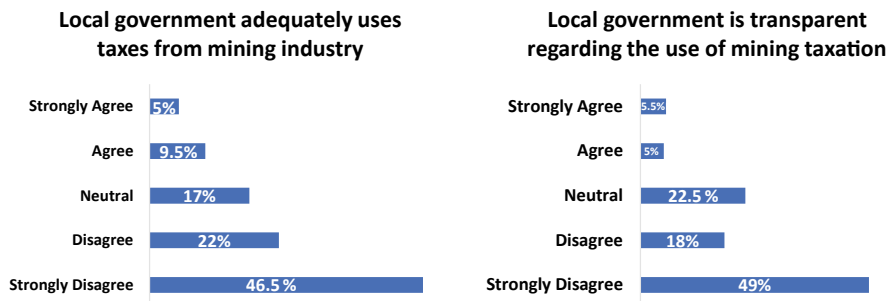 Local government adequately uses
taxes from mining industry
Strongly Agree 5%
Agree 9.5%
Neutral 17%
Disagree 22%
Strongly Disagree 46.5 %
Local government is transparent
regarding the use of mining taxation
Strongly Agree 5.5%
Agree 5%
Neutral 22.5 %
Disagree 18%
Strongly Disagree 49%